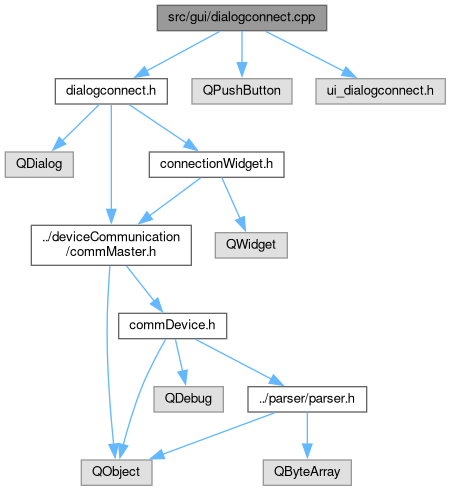 src/gui/dialogconnect.cpp
dialogconnect.h
QPushButton
ui_dialogconnect.h
QDialog
connectionWidget.h
../deviceCommunication
/commMaster.h
QWidget
commDevice.h
QDebug
../parser/parser.h
QObject
QByteArray